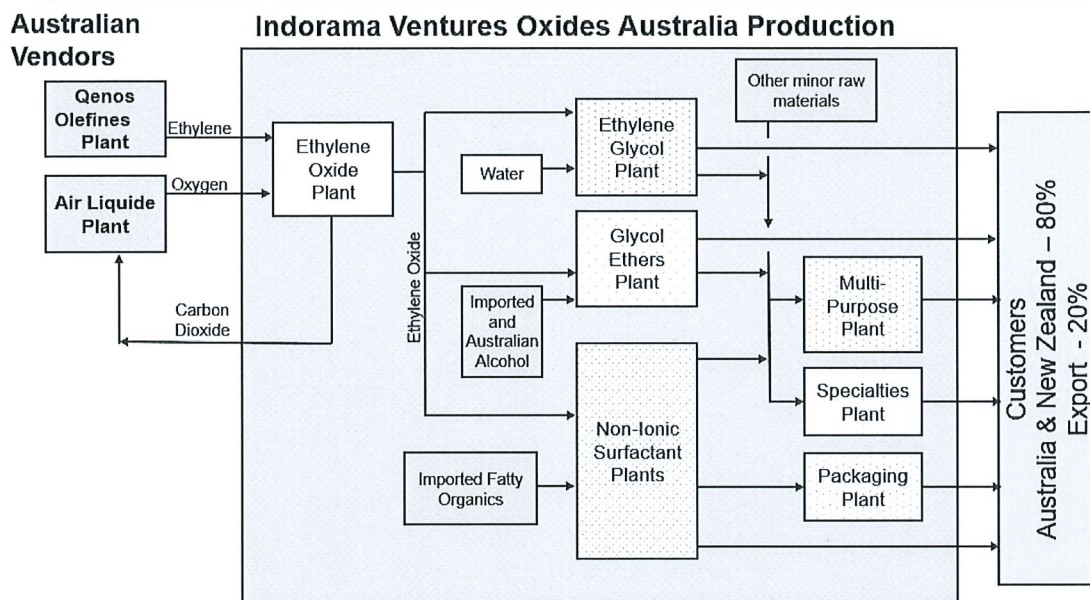 Australian
Vendors
Indorama Ventures Oxides Australia Production
Qenos
Olefines
Plant
Ethylene
Air Liquide
Plant
Oxygen
Carbon
Dioxide
Ethylene
Oxide
Plant
Ethylene Oxide
Water
Imported
and
Australian
Alcohol
Imported Fatty
Organics
Ethylene
Glycol
Plant
Glycol
Ethers
Plant
Non-Ionic
Surfactant
Plants
Other minor raw
materials
Multi-
Purpose
Plant
Specialties
Plant
Packaging
Plant
Customers
Australia & New Zealand – 80%
Export - 20%